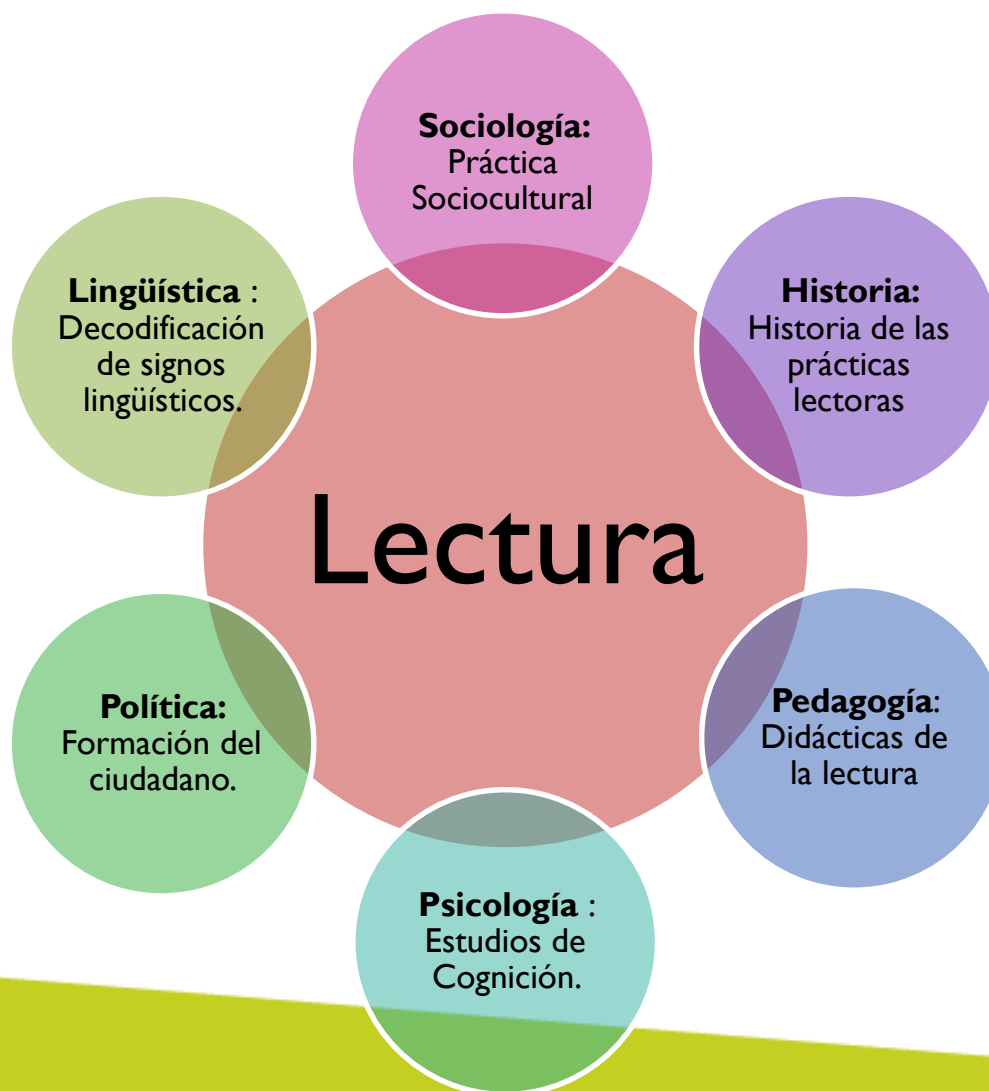 Sociología:
Práctica
Sociocultural
Historia:
Historia de las
prácticas
lectoras
Pedagogía:
Didácticas de
la lectura
Psicología :
Estudios de
Cognición.
Política:
Formación del
ciudadano.
Lingüística :
Decodificación
de signos
lingüísticos.
Lectura